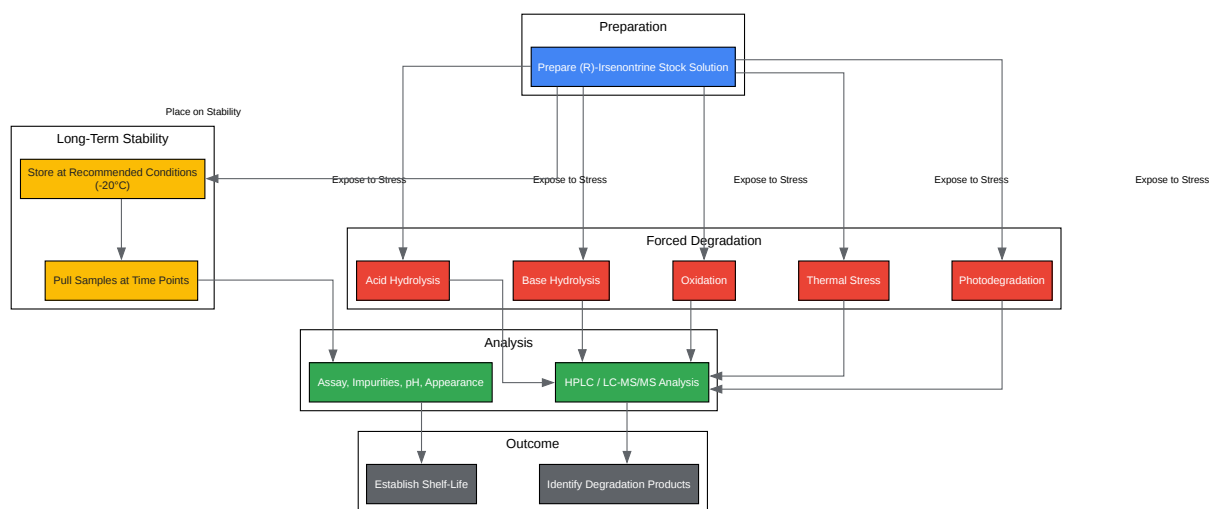 Preparation
Prepare (R)-Irsenontrine Stock Solution
Place on Stability
Long-Term Stability
Store at Recommended Conditions
(-20°C)
Expose to Stress
Expose to Stress
Expose to Stress
Expose to Stress
Expose to Stress
Forced Degradation
Pull Samples at Time Points
Acid Hydrolysis
Base Hydrolysis
Oxidation
Thermal Stress
Photodegradation
Analysis
Assay, Impurities, pH, Appearance
HPLC / LC-MS/MS Analysis
Outcome
Establish Shelf-Life
Identify Degradation Products